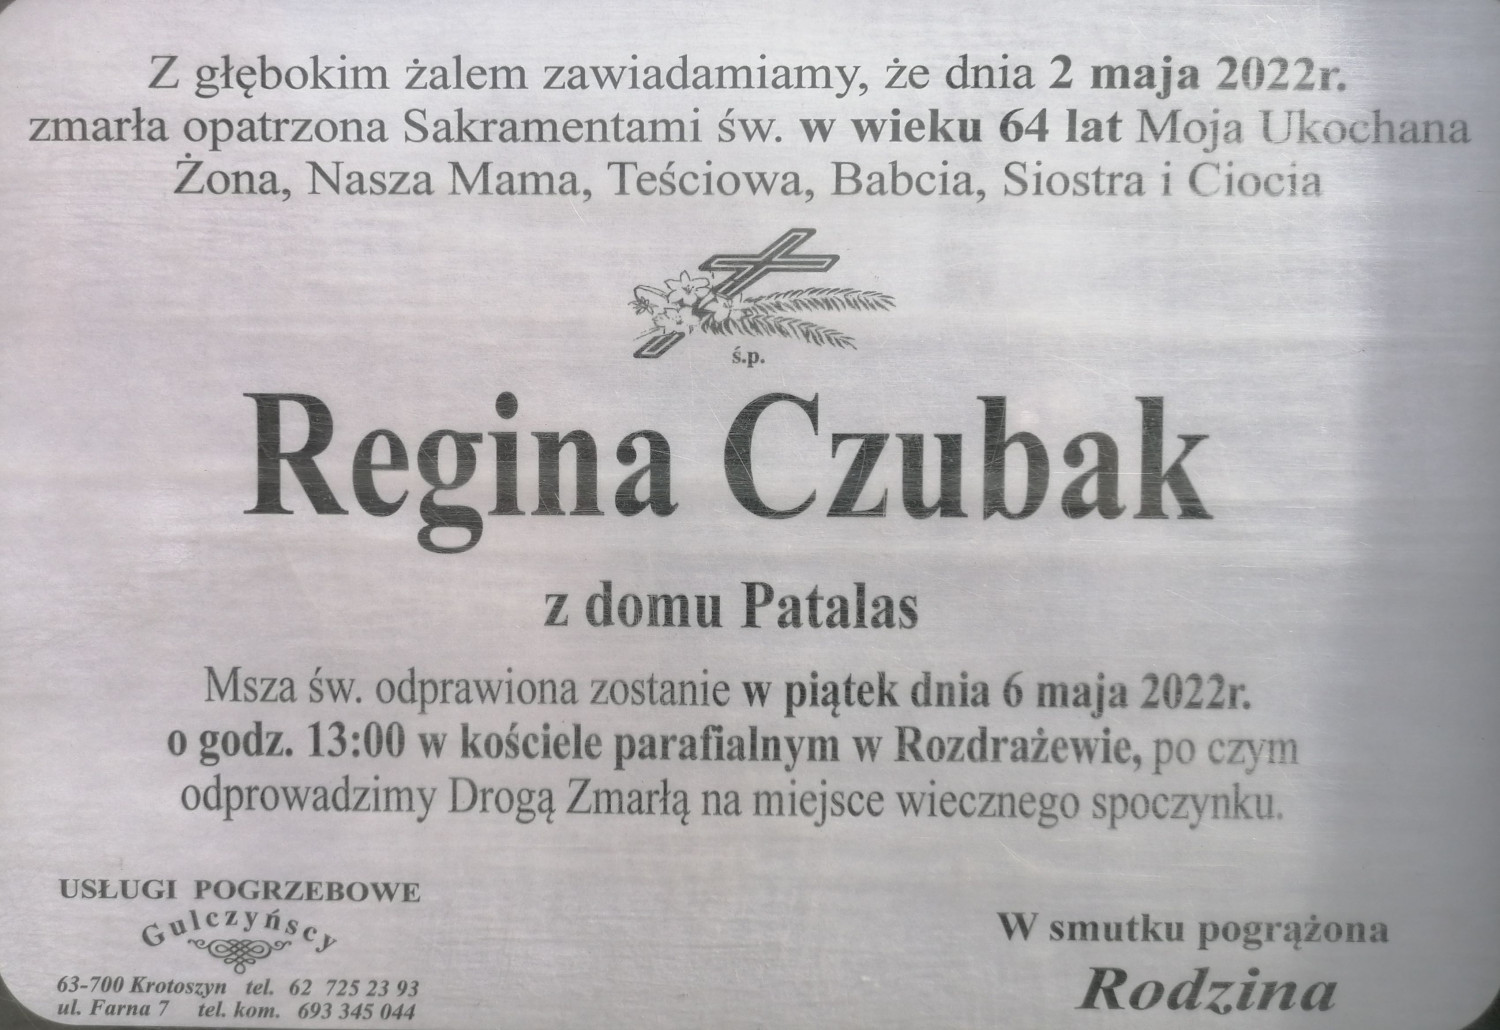 Z głębokim żalem zawiadamiamy, że dnia 2 maja 2022r.
zmarła opatrzona Sakramentami św. w wieku 64 lat Moja Ukochana
Żona, Nasza Mama, Teściowa, Babcia, Siostra i Ciocia
ś.p.
Regina Czubak
z domu Patalas
Msza św. odprawiona zostanie w piątek dnia 6 maja 2022r.
o godz. 13:00 w kościele parafialnym w Rozdrażewie, po czym
odprowadzimy Drogą Zmarłą na miejsce wiecznego spoczynku.
USŁUGI POGRZEBOWE
Gulczyńscy
63-700 Krotoszyn tel. 62 725 23 93
ul. Farna 7 tel. kom. 693 345 044
W smutku pogrążona
Rodzina